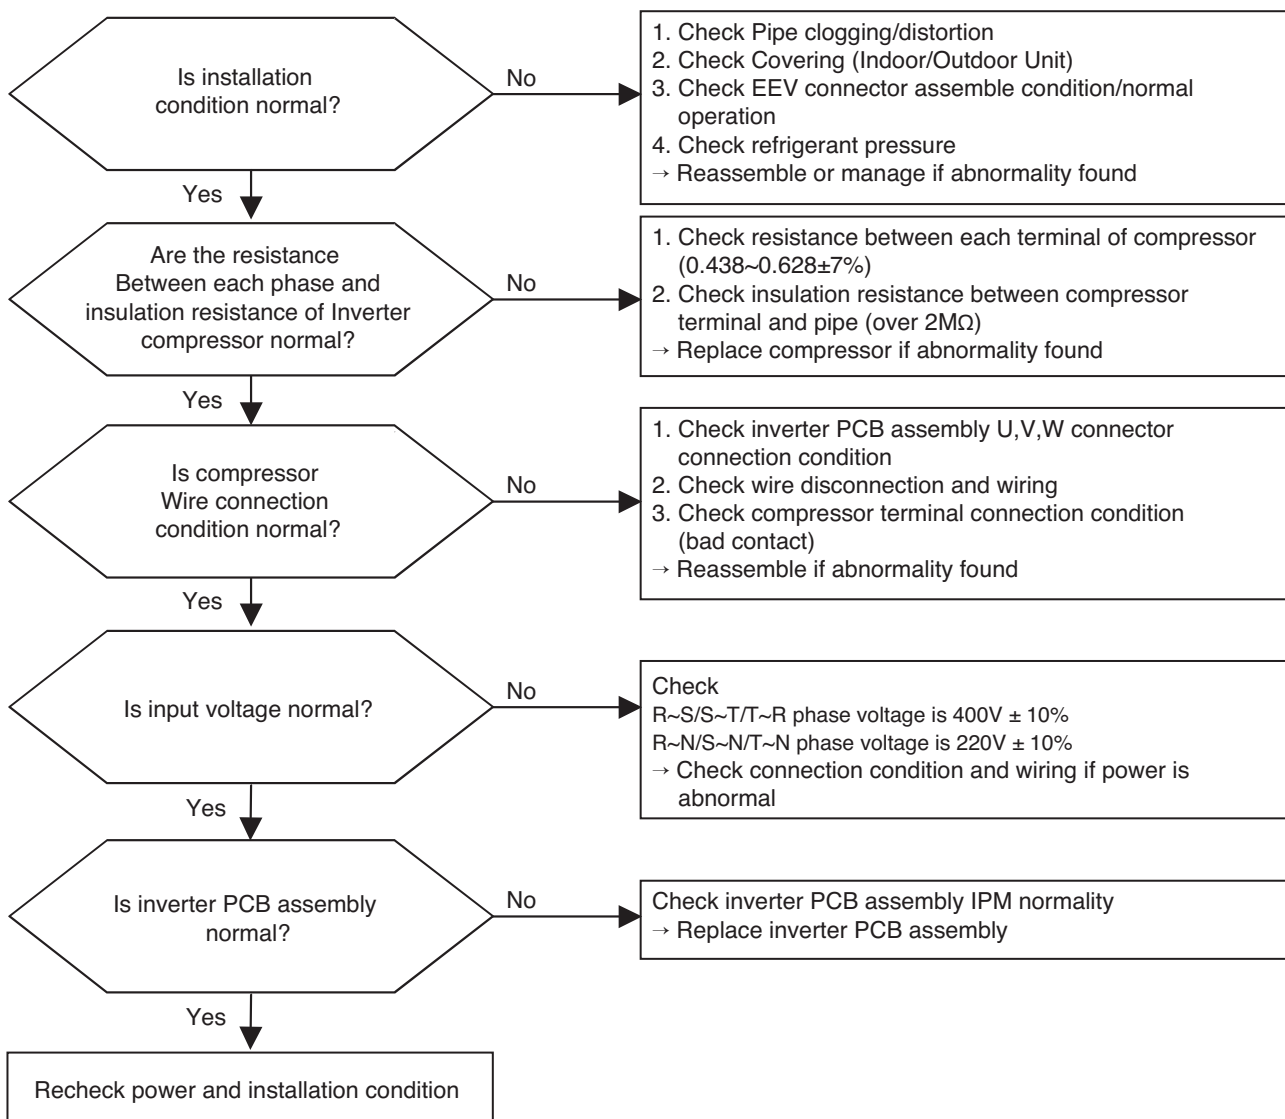 Is installation
condition normal?
No
1. Check Pipe clogging/distortion
2. Check Covering (Indoor/Outdoor Unit)
3. Check EEV connector assemble condition/normal
operation
4. Check refrigerant pressure
→ Reassemble or manage if abnormality found
Yes
Are the resistance
Between each phase and
insulation resistance of Inverter
compressor normal?
No
1. Check resistance between each terminal of compressor
(0.438~0.628±7%)
2. Check insulation resistance between compressor
terminal and pipe (over 2MΩ)
→ Replace compressor if abnormality found
Yes
Is compressor
Wire connection
condition normal?
No
1. Check inverter PCB assembly U,V,W connector
connection condition
2. Check wire disconnection and wiring
3. Check compressor terminal connection condition
(bad contact)
→ Reassemble if abnormality found
Yes
Is input voltage normal?
No
Check
R~S/S~T/T~R phase voltage is 400V ± 10%
R~N/S~N/T~N phase voltage is 220V ± 10%
→ Check connection condition and wiring if power is
abnormal
Yes
Is inverter PCB assembly
normal?
No
Check inverter PCB assembly IPM normality
→ Replace inverter PCB assembly
Yes
Recheck power and installation condition